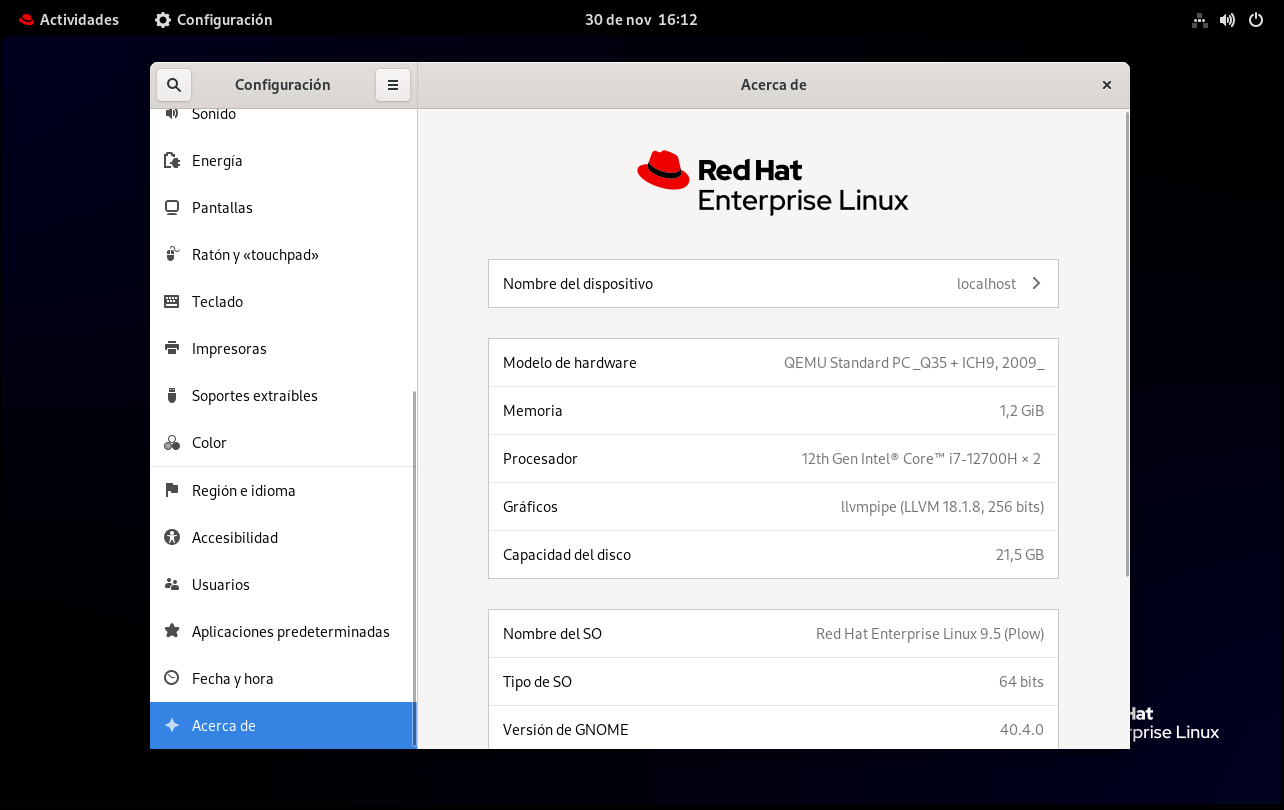 Actividades Configuración 30 de nov 16:12
Configuración Acerca de
Sonido
Energía
Pantallas
Ratón y «touchpad»
Teclado
Impresoras
Soportes extraíbles
Color
Región e idioma
Accesibilidad
Usuarios
Aplicaciones predeterminadas
Fecha y hora
Acerca de
Red Hat
Enterprise Linux
Nombre del dispositivo localhost
Modelo de hardware QEMU Standard PC _Q35 + ICH9, 2009_
Memoria 1,2 GiB
Procesador 12th Gen Intel® Core™ i7-12700H × 2
Gráficos llvmpipe (LLVM 18.1.8, 256 bits)
Capacidad del disco 21,5 GB
Nombre del SO Red Hat Enterprise Linux 9.5 (Plow)
Tipo de SO 64 bits
Versión de GNOME 40.4.0
Hat
rprise Linux